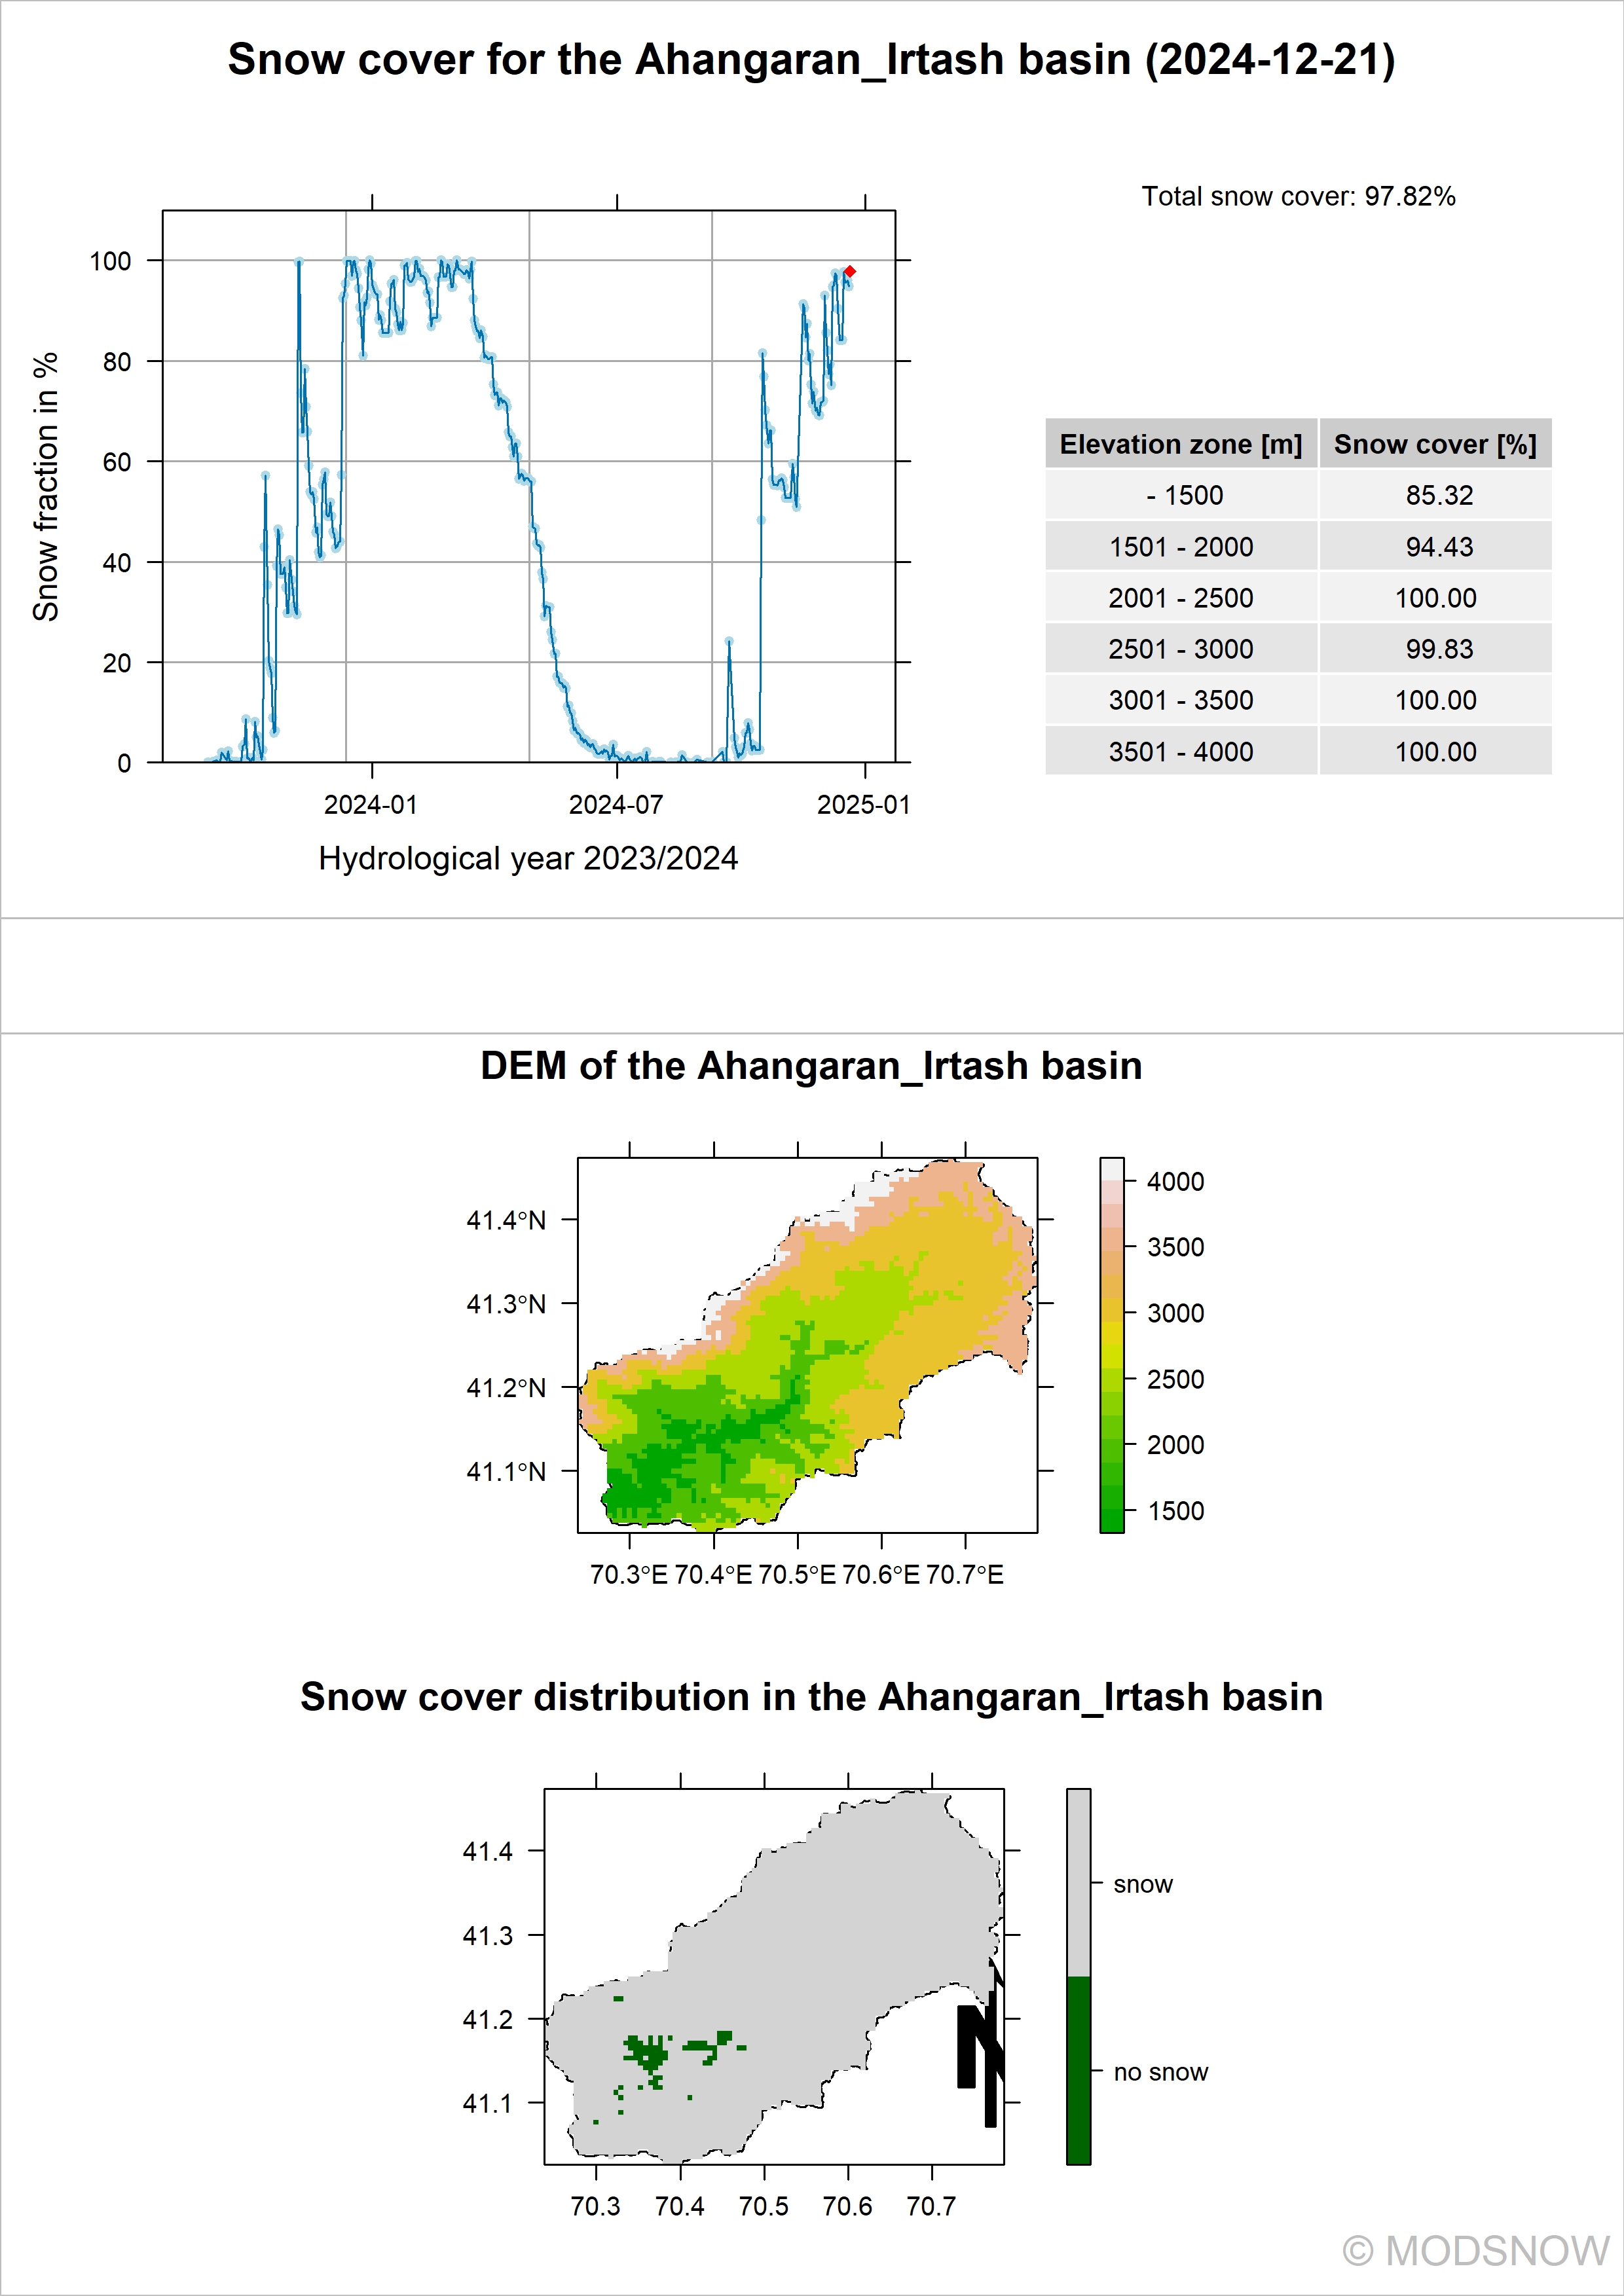 Snow cover for the Ahangaran_Irtash basin (2024-12-21)
Total snow cover: 97.82%
Snow fraction in %
100
80
60
40
20
0
2024-01 2024-07 2025-01
Hydrological year 2023/2024
Elevation zone [m] Snow cover [%]
- 1500 85.32
1501 - 2000 94.43
2001 - 2500 100.00
2501 - 3000 99.83
3001 - 3500 100.00
3501 - 4000 100.00
DEM of the Ahangaran_Irtash basin
41.4°N
41.3°N
41.2°N
41.1°N
70.3°E 70.4°E 70.5°E 70.6°E 70.7°E
4000
3500
3000
2500
2000
1500
Snow cover distribution in the Ahangaran_Irtash basin
41.4
41.3
41.2
41.1
70.3 70.4 70.5 70.6 70.7
N
snow
no snow
© MODSNOW